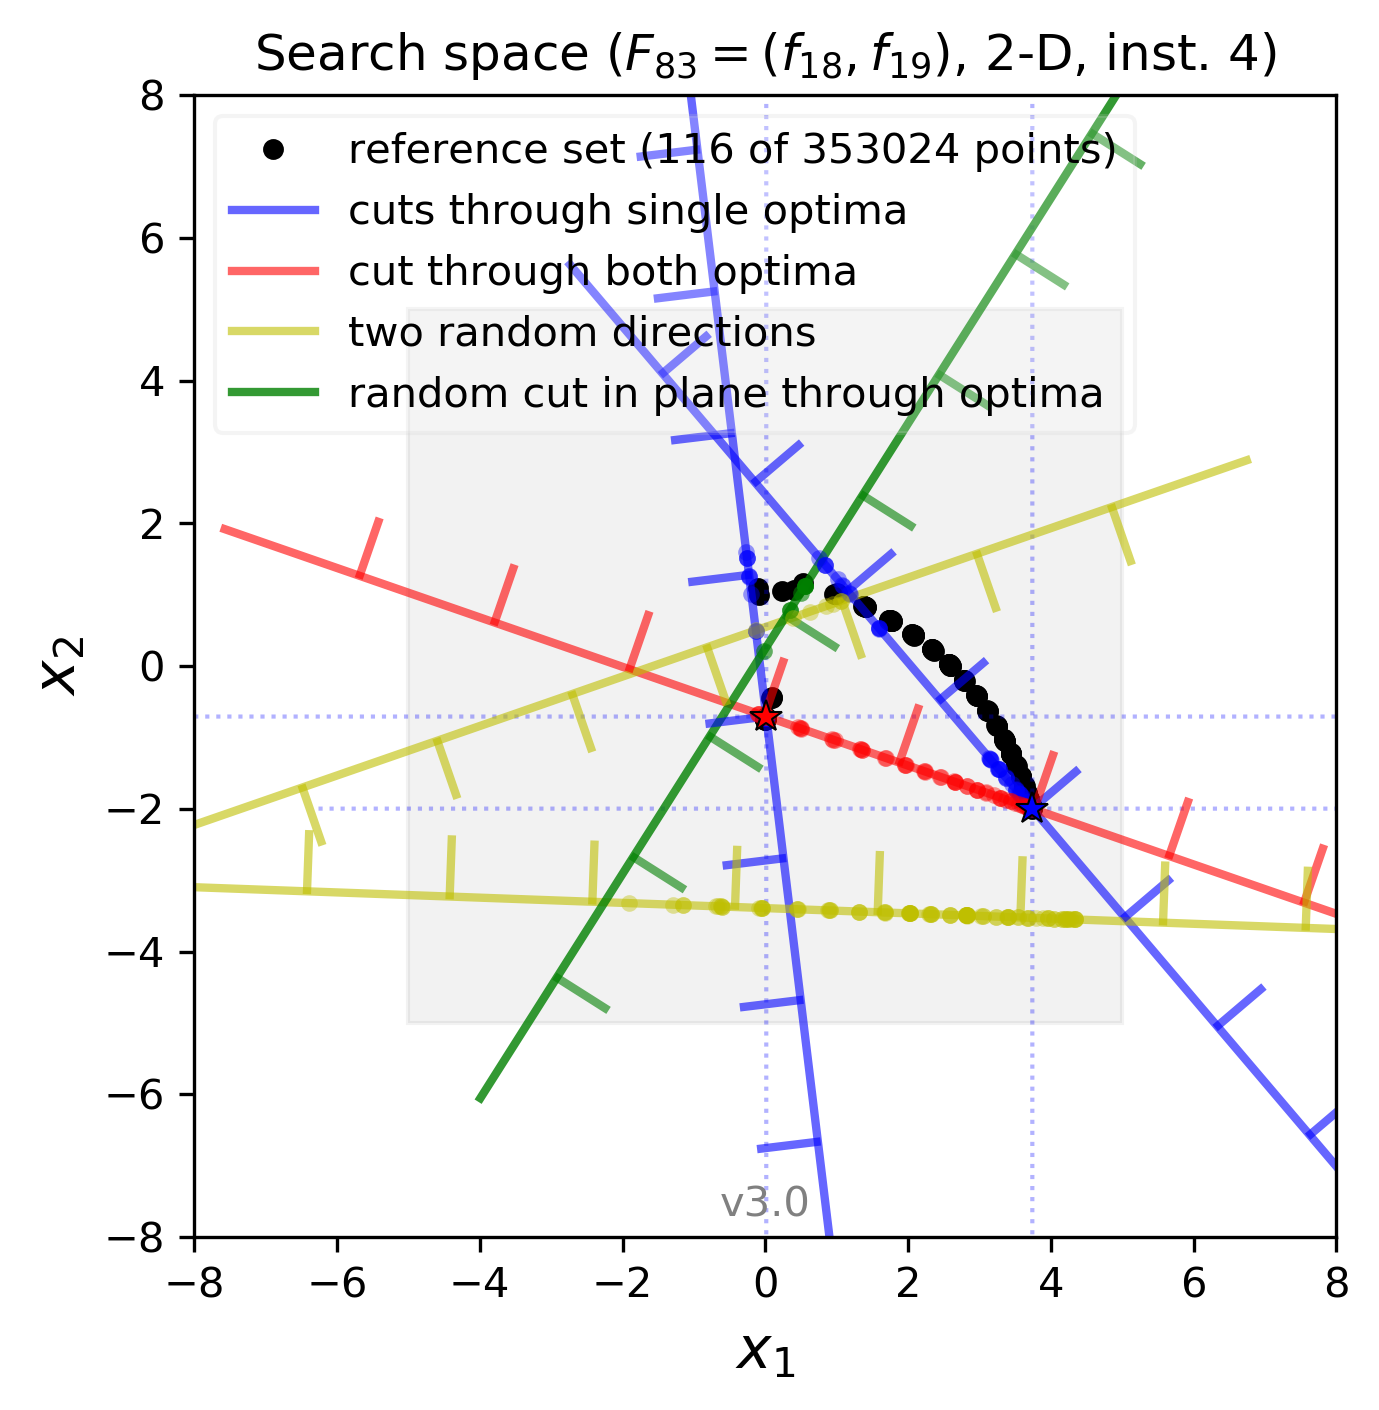 Search space (F₈₃ = (f₁₈, f₁₉), 2-D, inst. 4)
reference set (116 of 353024 points)
cuts through single optima
cut through both optima
two random directions
random cut in plane through optima
8
6
4
2
0
−2
−4
−6
−8
x₂
v3.0
−8 −6 −4 −2 0 2 4 6 8
x₁